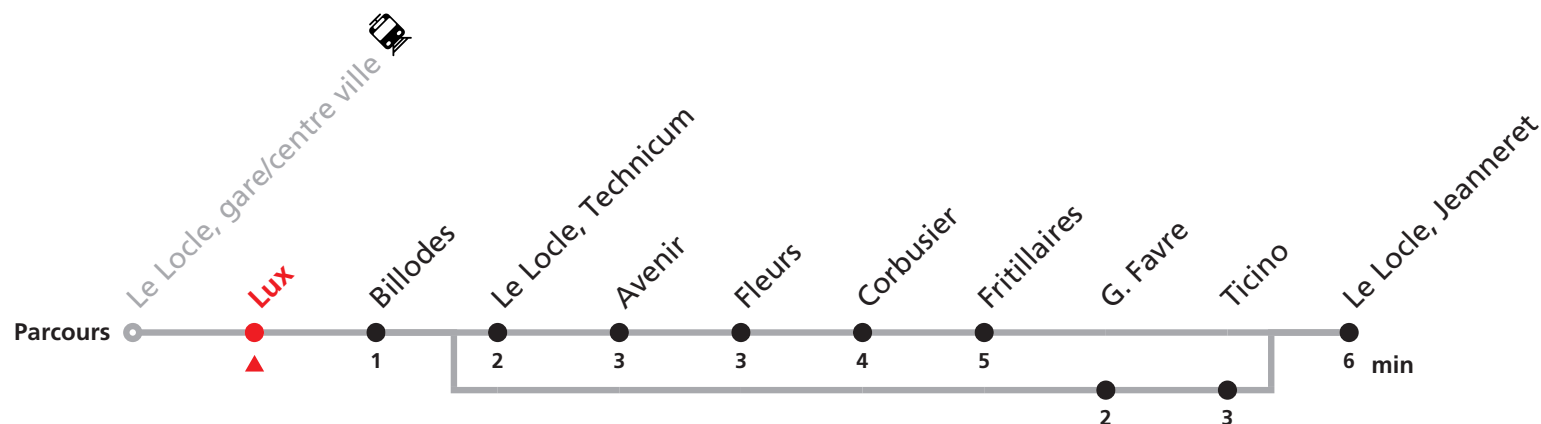 Le Locle, gare/centre ville
Lux
Billodes
Le Locle, Technicum
Avenir
Fleurs
Corbusier
Fritillaires
G. Favre
Ticino
Le Locle, Jeanneret
Parcours
1 2 3 3 4 5 6 min
2 3